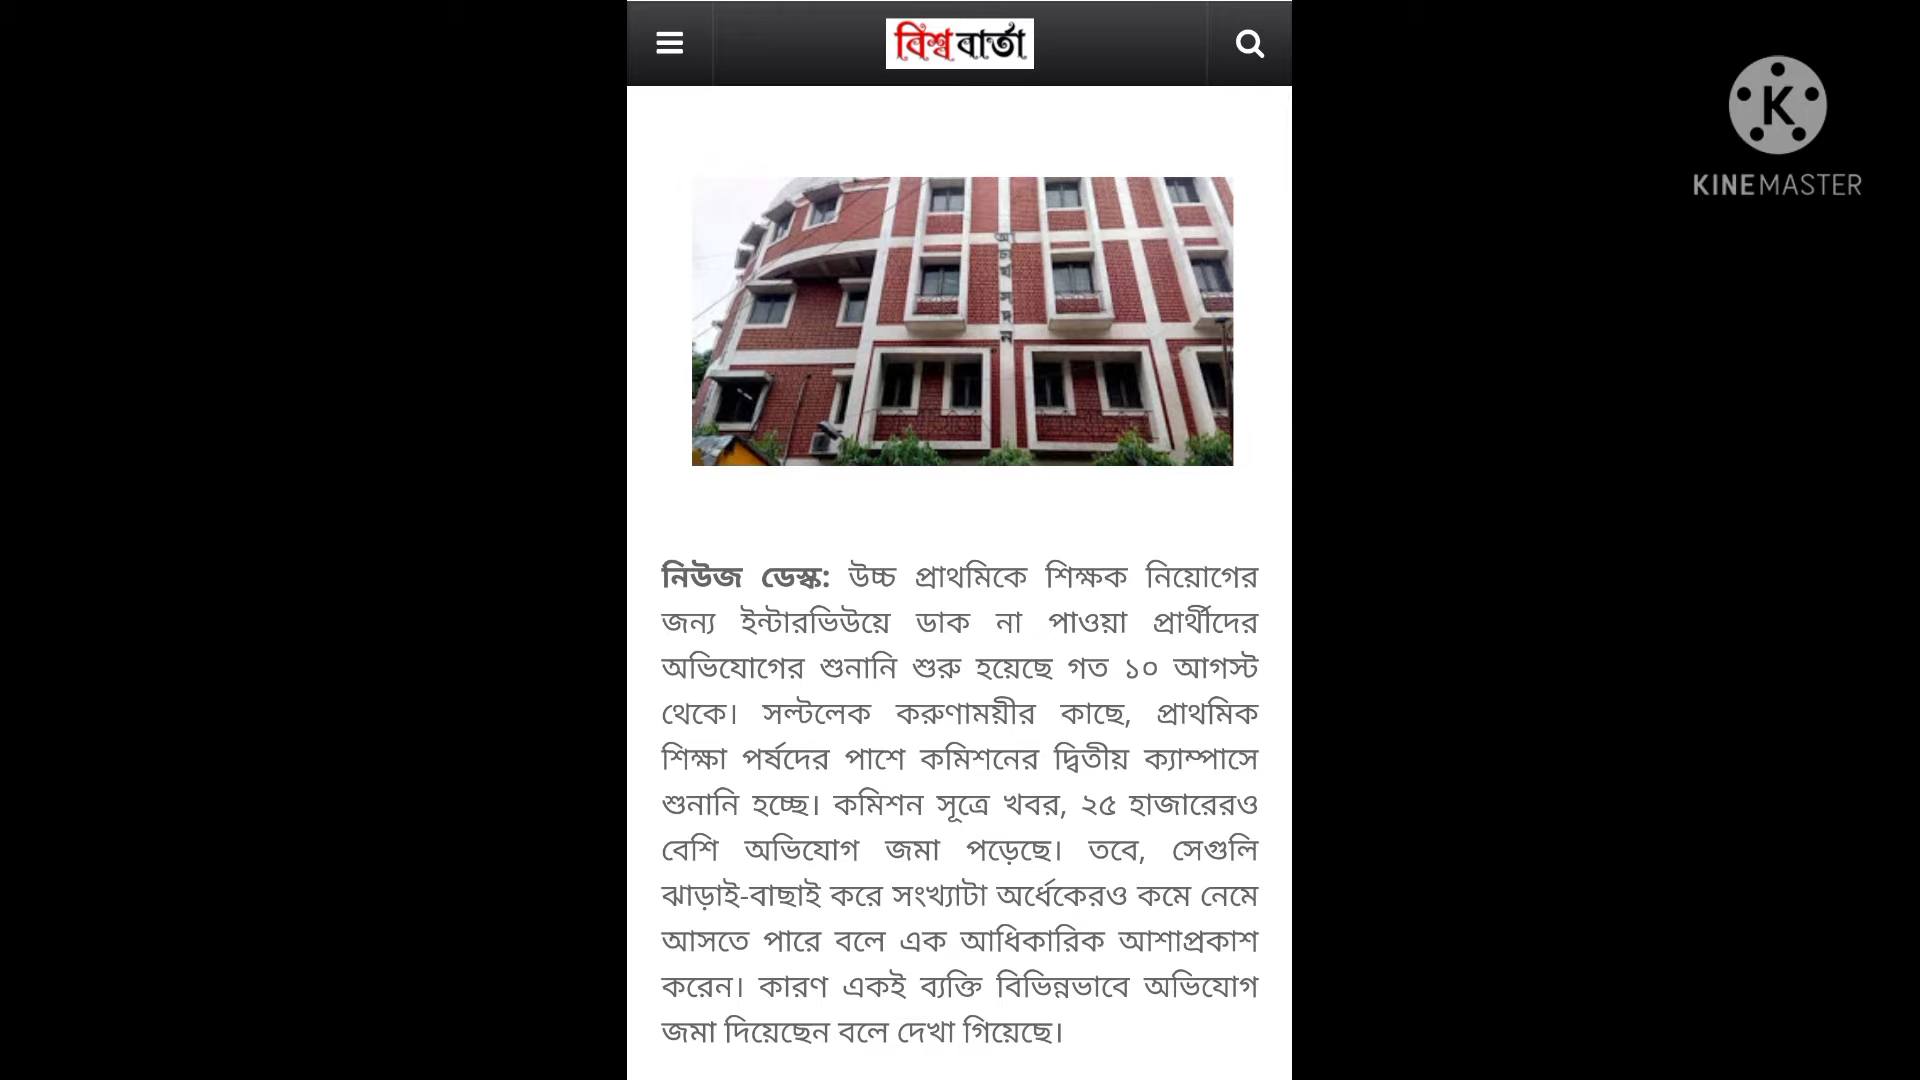 বিশ্ব বার্তা
KINEMASTER
আচার্য সদন
নিউজ ডেস্ক: উচ্চ প্রাথমিকে শিক্ষক নিয়োগের
জন্য ইন্টারভিউয়ে ডাক না পাওয়া প্রার্থীদের
অভিযোগের শুনানি শুরু হয়েছে গত ১০ আগস্ট
থেকে। সল্টলেক করুণাময়ীর কাছে, প্রাথমিক
শিক্ষা পর্ষদের পাশে কমিশনের দ্বিতীয় ক্যাম্পাসে
শুনানি হচ্ছে। কমিশন সূত্রে খবর, ২৫ হাজারেরও
বেশি অভিযোগ জমা পড়েছে। তবে, সেগুলি
ঝাড়াই-বাছাই করে সংখ্যাটা অর্ধেকেরও কমে নেমে
আসতে পারে বলে এক আধিকারিক আশাপ্রকাশ
করেন। কারণ একই ব্যক্তি বিভিন্নভাবে অভিযোগ
জমা দিয়েছেন বলে দেখা গিয়েছে।